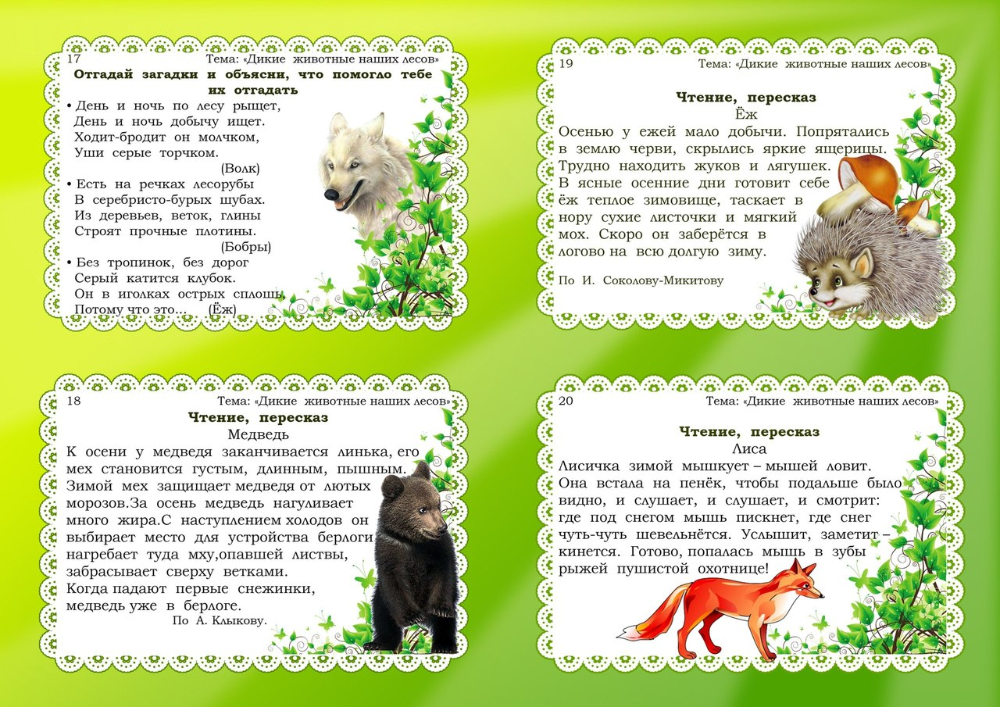 17 Тема: «Дикие животные наших лесов»
Отгадай загадки и объясни, что помогло тебе
их отгадать
• День и ночь по лесу рыщет,
День и ночь добычу ищет.
Ходит-бродит он молчком,
Уши серые торчком.
(Волк)
• Есть на речках лесорубы
В серебристо-бурых шубах.
Из деревьев, веток, глины
Строят прочные плотины.
(Бобры)
• Без тропинок, без дорог
Серый катится клубок.
Он в иголках острых сплошь,
Потому что это... (Ёж)
19 Тема: «Дикие животные наших лесов»
Чтение, пересказ
Ёж
Осенью у ежей мало добычи. Попрятались
в землю черви, скрылись яркие ящерицы.
Трудно находить жуков и лягушек.
В ясные осенние дни готовит себе
ёж теплое зимовище, таскает в
нору сухие листочки и мягкий
мох. Скоро он заберётся в
логово на всю долгую зиму.
По И. Соколову-Микитову
18 Тема: «Дикие животные наших лесов»
Чтение, пересказ
Медведь
К осени у медведя заканчивается линька, его
мех становится густым, длинным, пышным.
Зимой мех защищает медведя от лютых
морозов.За осень медведь нагуливает
много жира.С наступлением холодов он
выбирает место для устройства берлоги
нагребает туда мху,опавшей листвы,
забрасывает сверху ветками.
Когда падают первые снежинки,
медведь уже в берлоге.
По А. Клыкову.
20 Тема: «Дикие животные наших лесов»
Чтение, пересказ
Лиса
Лисичка зимой мышкует – мышей ловит.
Она встала на пенёк, чтобы подальше было
видно, и слушает, и слушает, и смотрит:
где под снегом мышь пискнет, где снег
чуть-чуть шевельнётся. Услышит, заметит –
кинется. Готово, попалась мышь в зубы
рыжей пушистой охотнице!